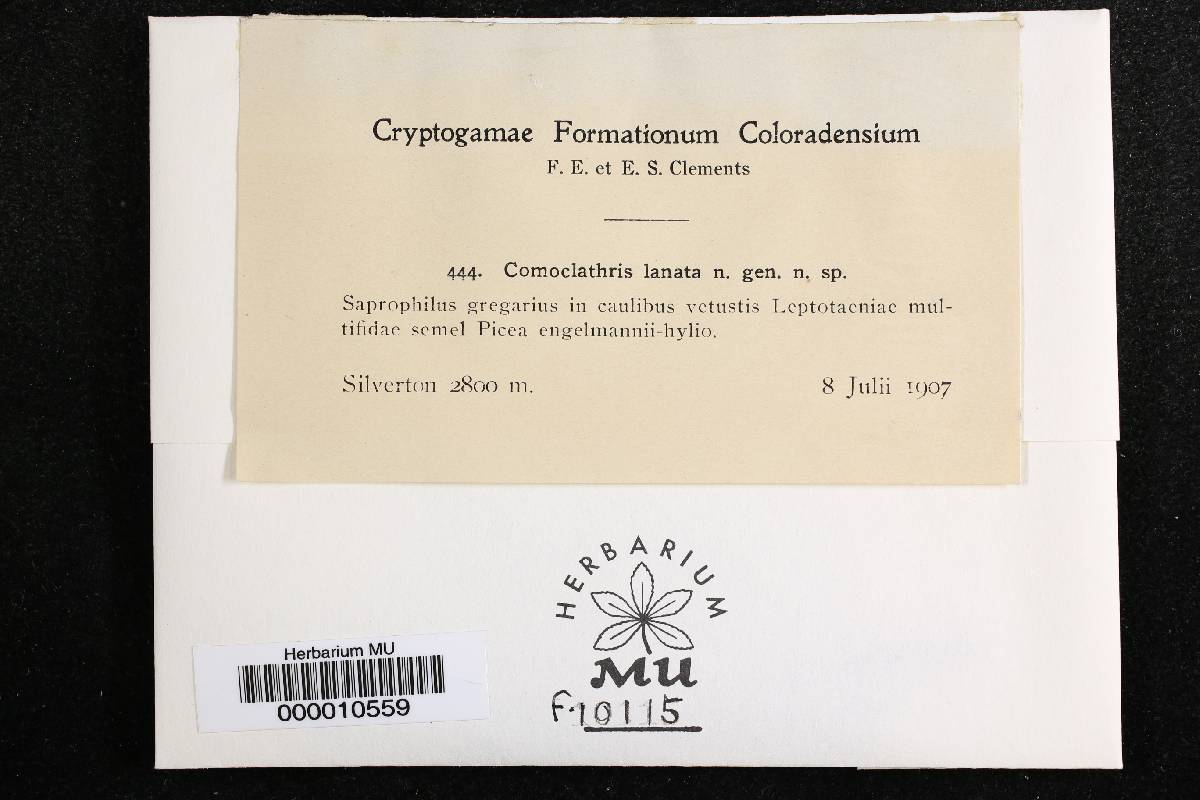 Cryptogamae Formationum Coloradensium
F. E. et E. S. Clements
444. Comoclathris lanata n. gen. n. sp.
Saprophilus gregarius in caulibus vetustis Leptotaeniae mul-
tifidae semel Picea engelmannii-hylio.
Silverton 2800 m. 8 Julii 1907
HERBARIUM
MU
F.10115
Herbarium MU
000010559